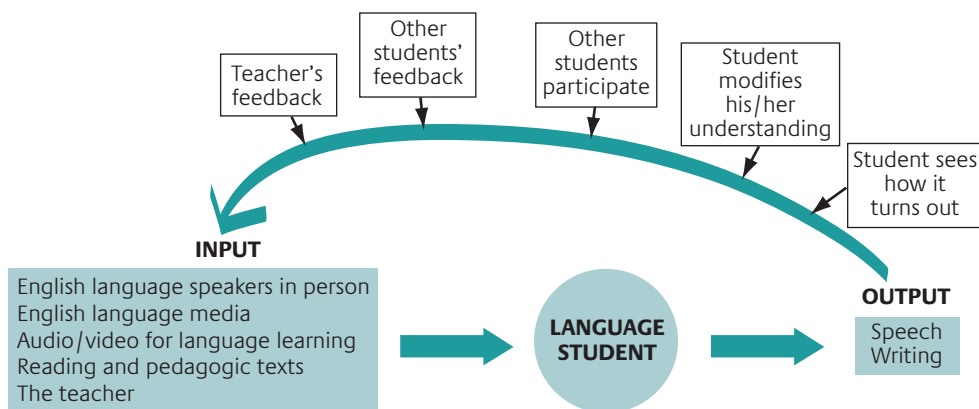 Teacher's
feedback
Other
students'
feedback
Other
students
participate
Student
modifies
his/her
understanding
Student sees
how it
turns out
INPUT
English language speakers in person
English language media
Audio/video for language learning
Reading and pedagogic texts
The teacher
LANGUAGE
STUDENT
OUTPUT
Speech
Writing